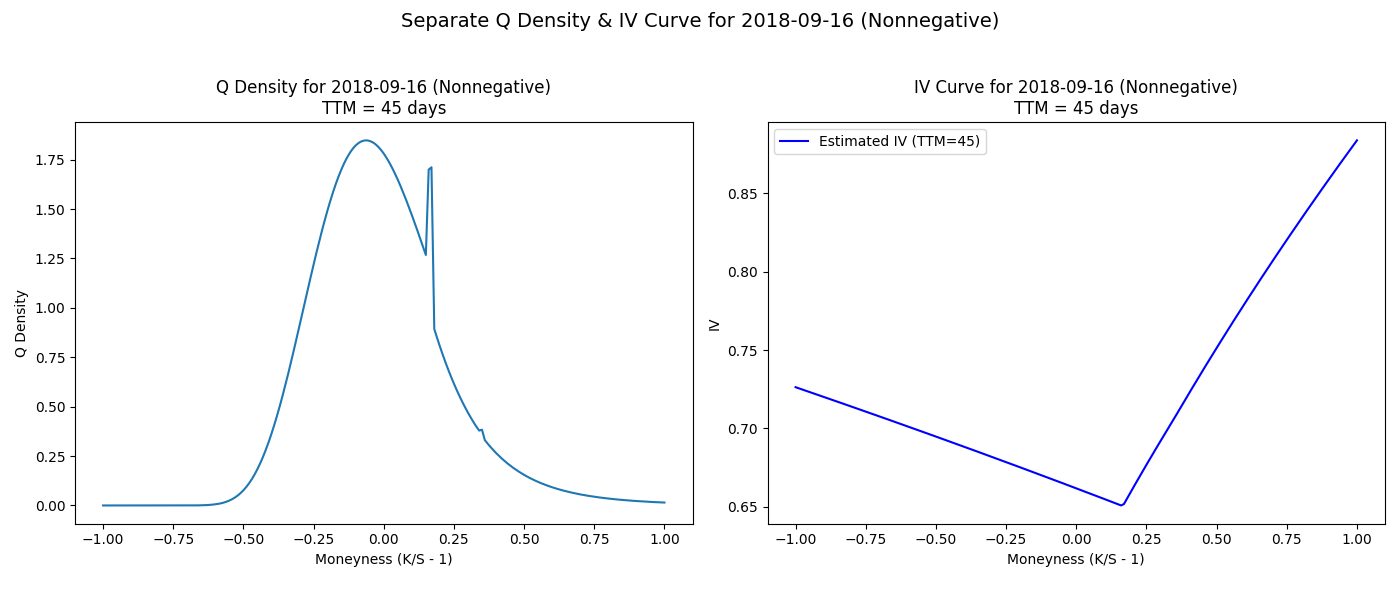 Separate Q Density & IV Curve for 2018-09-16 (Nonnegative)
Q Density for 2018-09-16 (Nonnegative)
TTM = 45 days
1.75
1.50
1.25
1.00
0.75
0.50
0.25
0.00
Q Density
−1.00 −0.75 −0.50 −0.25 0.00 0.25 0.50 0.75 1.00
Moneyness (K/S - 1)
IV Curve for 2018-09-16 (Nonnegative)
TTM = 45 days
Estimated IV (TTM=45)
0.85
0.80
0.75
0.70
0.65
IV
−1.00 −0.75 −0.50 −0.25 0.00 0.25 0.50 0.75 1.00
Moneyness (K/S - 1)